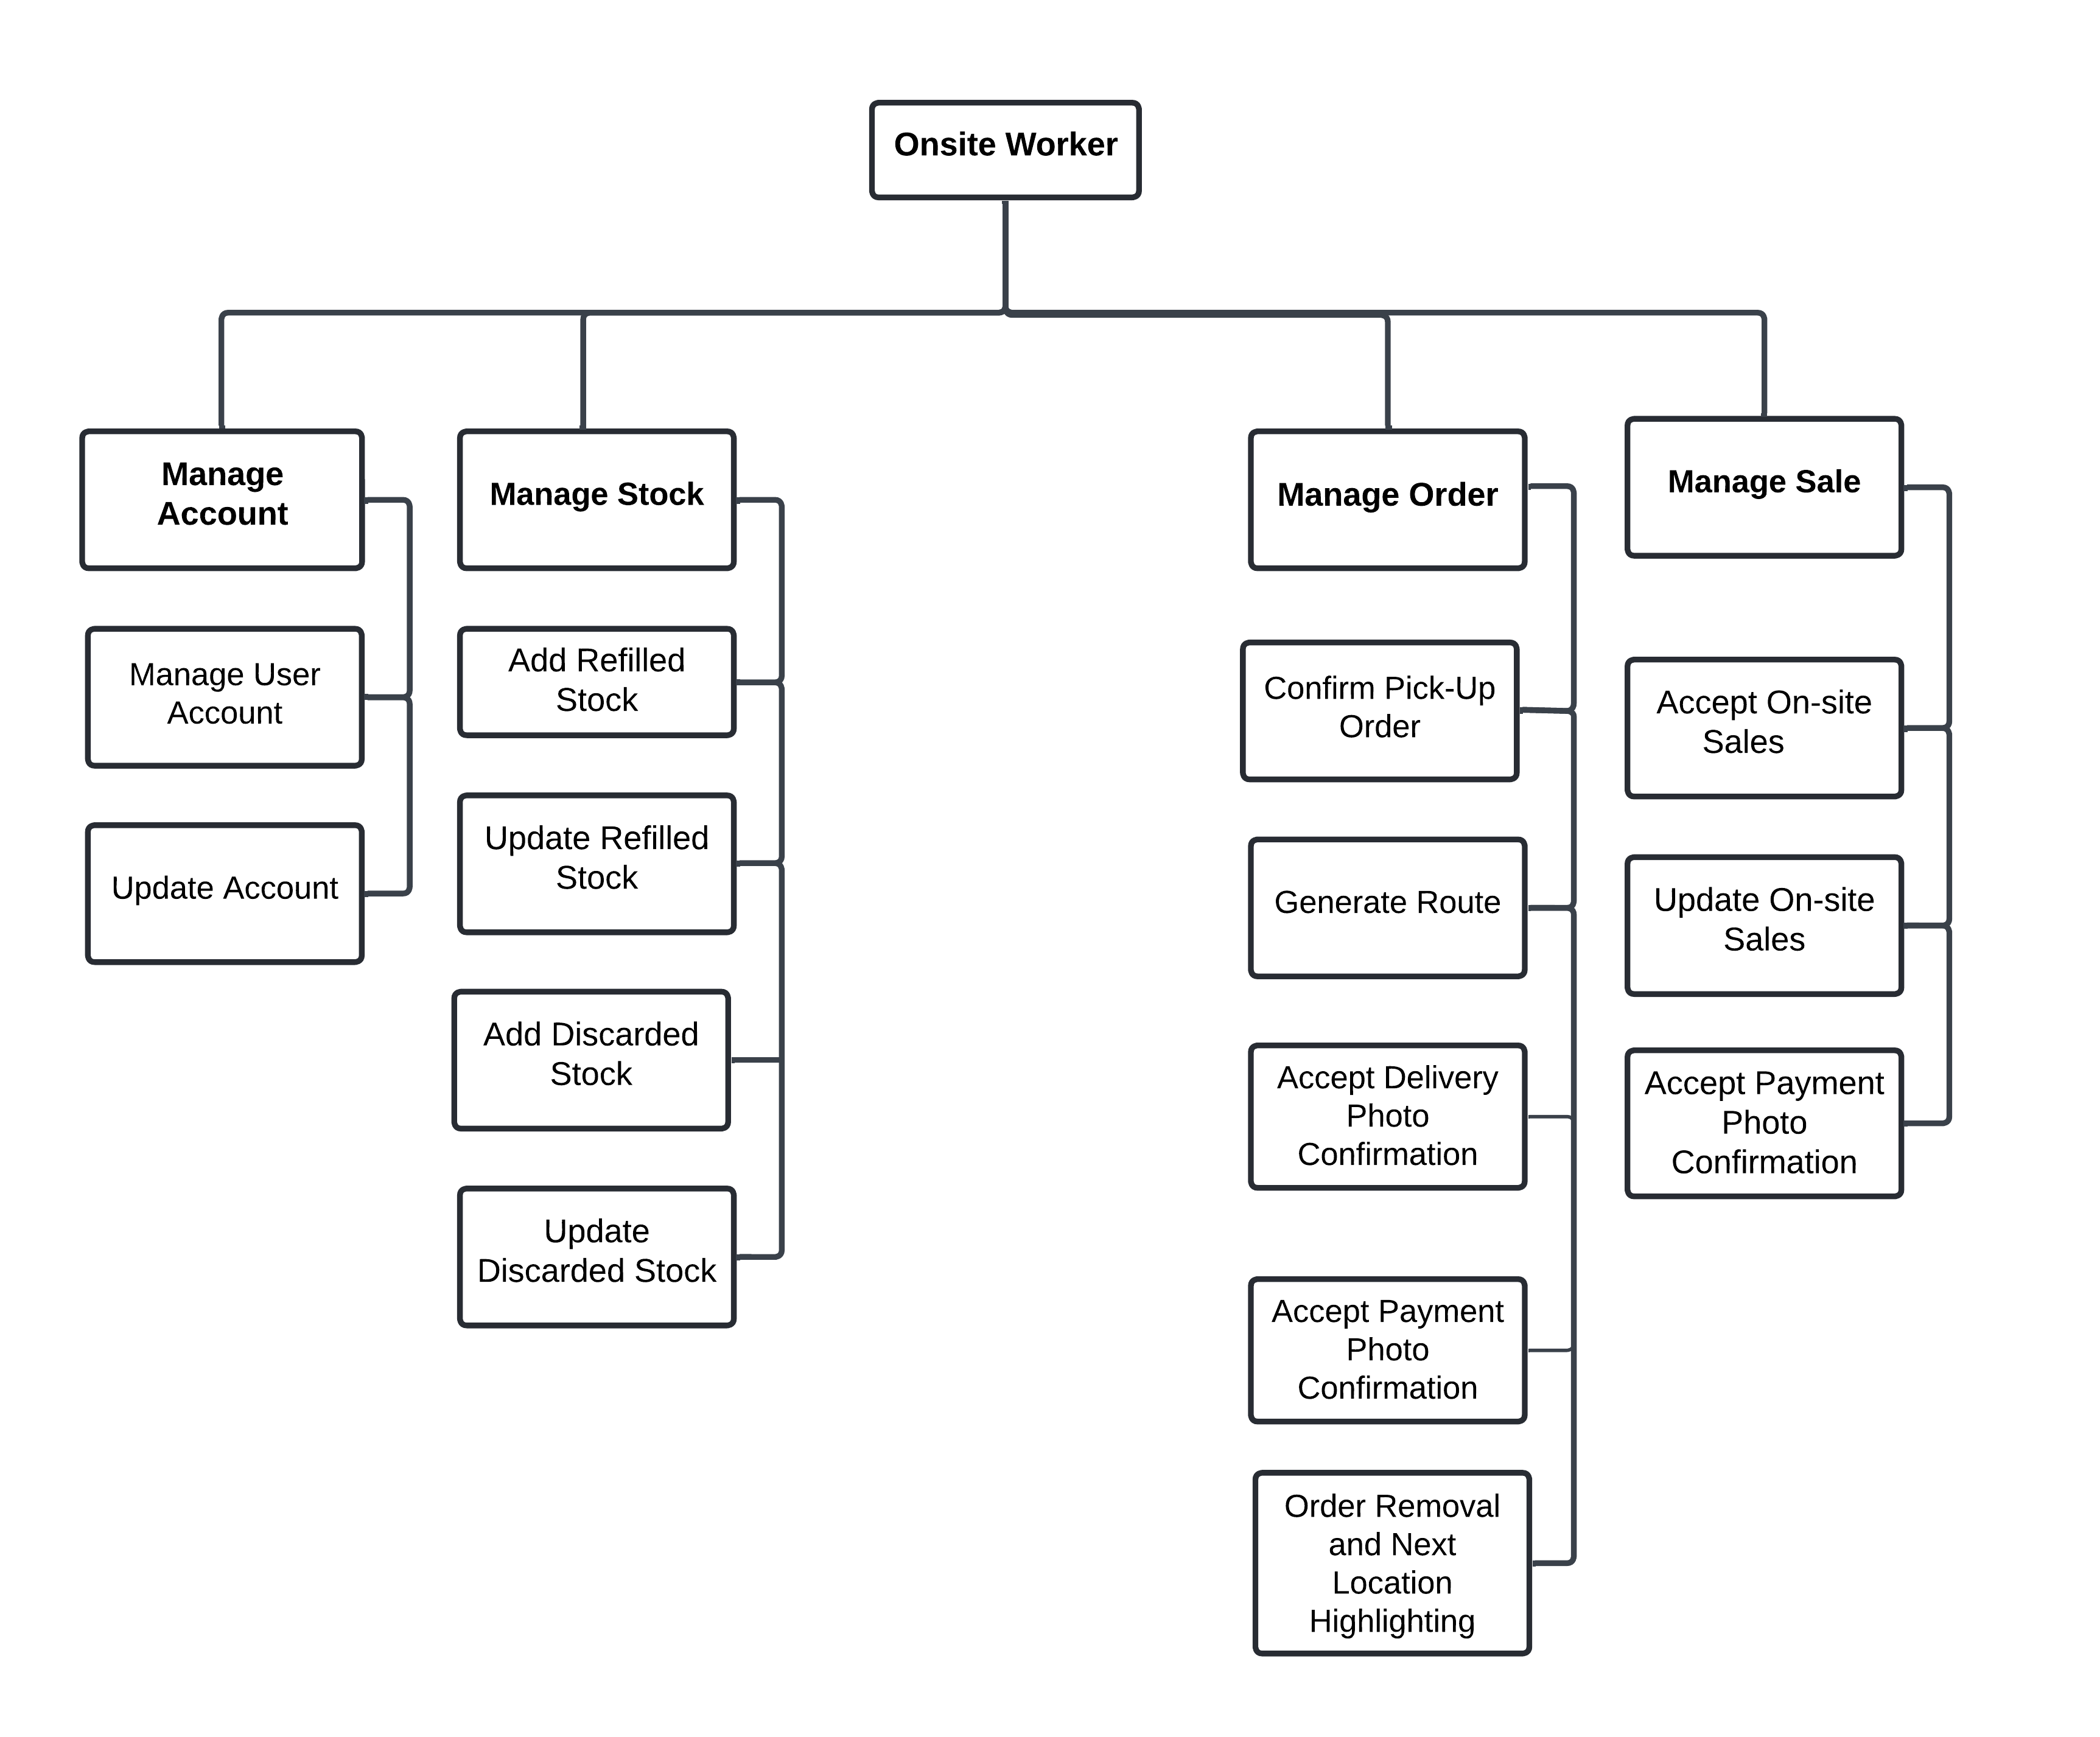 Onsite Worker
Manage
Account
Manage User
Account
Update Account
Manage Stock
Add Refilled
Stock
Update Refilled
Stock
Add Discarded
Stock
Update
Discarded Stock
Manage Order
Confirm Pick-Up
Order
Generate Route
Accept Delivery
Photo
Confirmation
Accept Payment
Photo
Confirmation
Order Removal
and Next
Location
Highlighting
Manage Sale
Accept On-site
Sales
Update On-site
Sales
Accept Payment
Photo
Confirmation